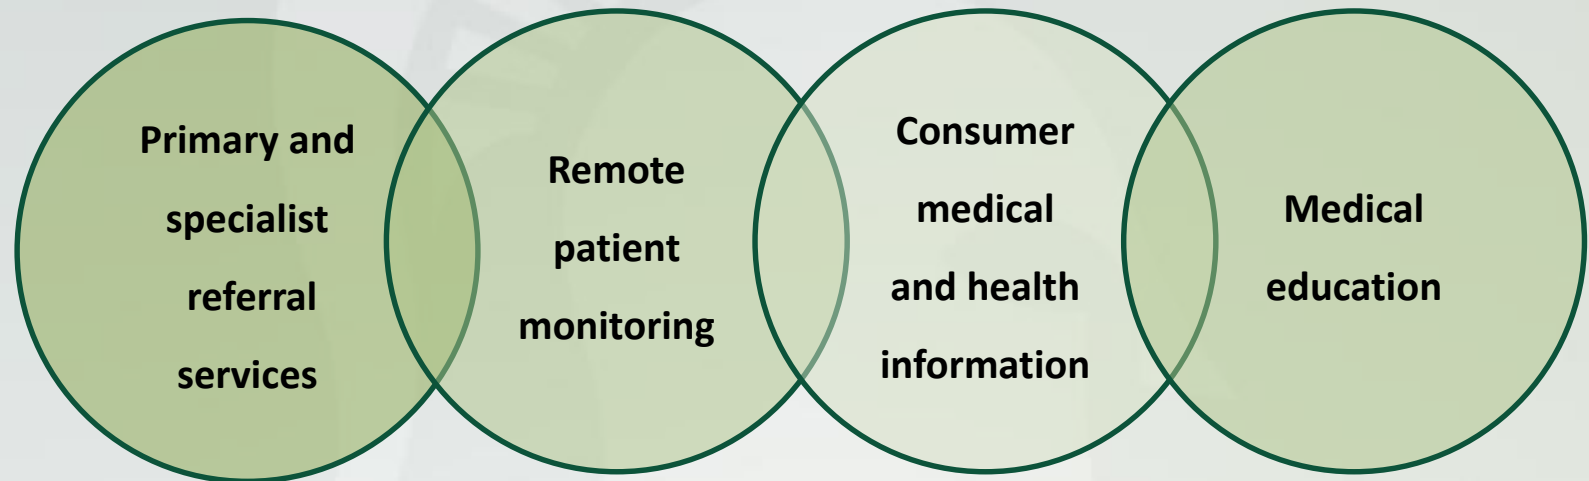 Primary and
specialist
referral
services
Remote
patient
monitoring
Consumer
medical
and health
information
Medical
education